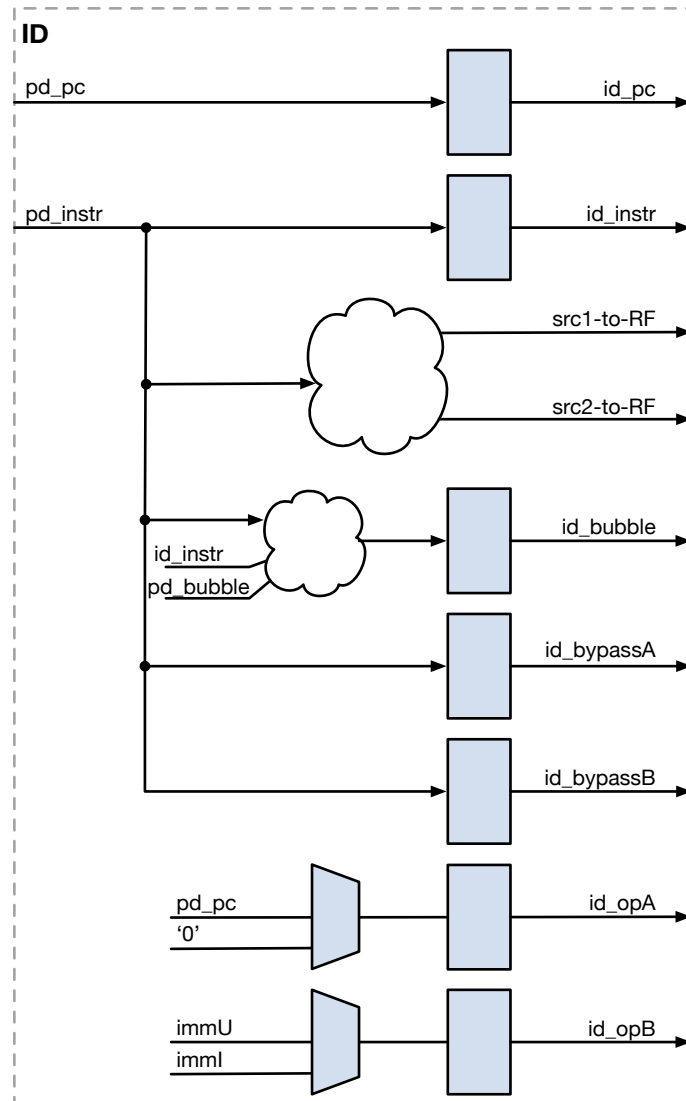 ID
pd_pc
id_pc
pd_instr
id_instr
src1-to-RF
src2-to-RF
id_bubble
id_instr
pd_bubble
id_bypassA
id_bypassB
pd_pc
id_opA
‘0’
immU
id_opB
immI